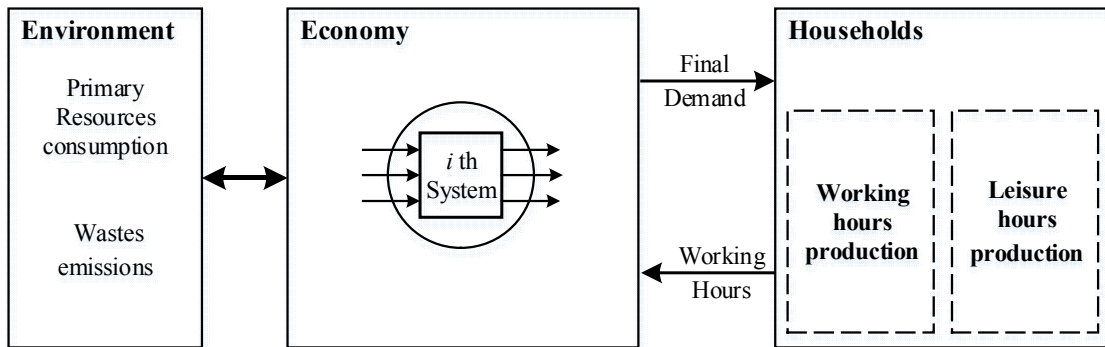 Environment
Primary
Resources
consumption
Wastes
emissions
Economy
i th
System
Final
Demand
Working
Hours
Households
Working
hours
production
Leisure
hours
production